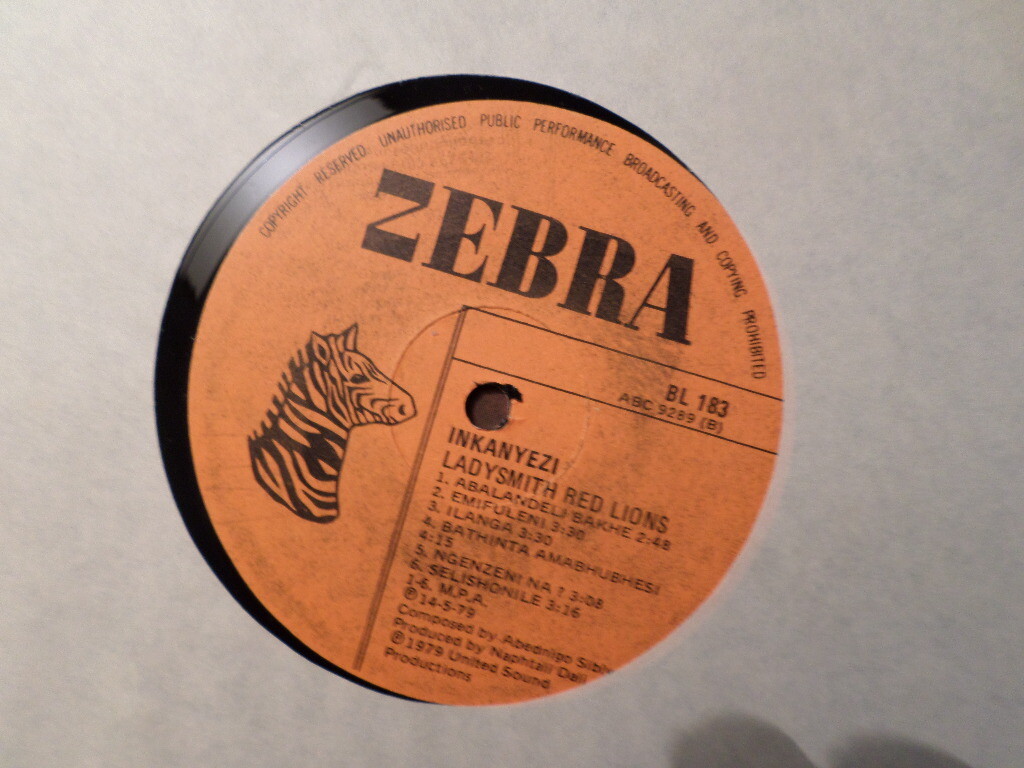 COPYRIGHT RESERVED UNAUTHORISED PUBLIC PERFORMANCE BROADCASTING AND COPYING PROHIBITED
ZEBRA
BL 183
ABC 9289 (B)
INKANYEZI
LADYSMITH RED LIONS
1. ABALANDELI BAKHE 2:48
2. EMIFULENI 3:30
3. ILANGA 3:30
4. BATHINTA AMABHUBHESI
4:15
5. NGENZENI NA ? 3:08
6. SELISHONILE 3:16
1-6. M.P.A.
℗14-5-79
Composed by Abednigo
Produced by Naphtali Dali
©1979 United Sound
Productions